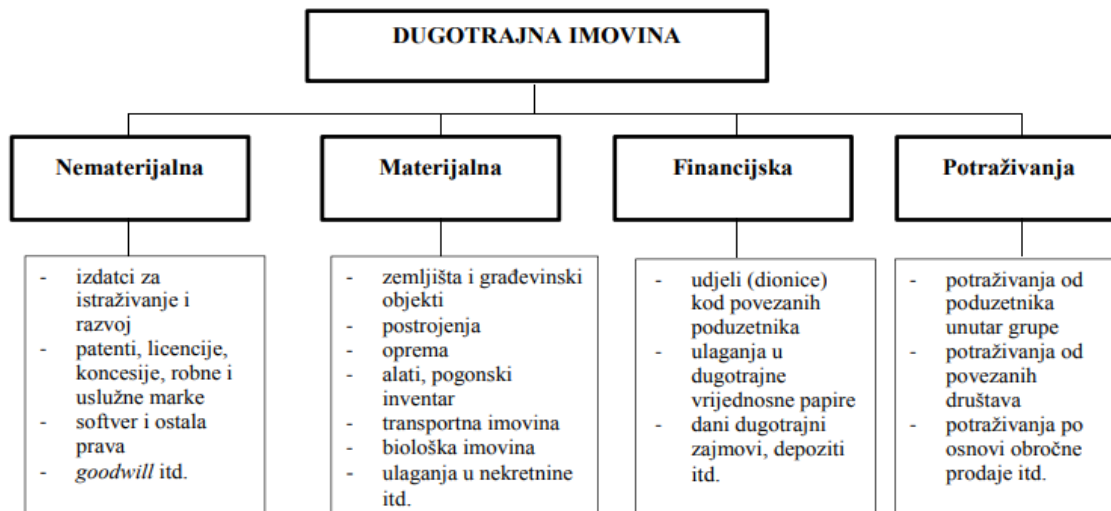 DUGOTRAJNA IMOVINA
Nematerijalna
Materijalna
Financijska
Potraživanja
- izdatci za
istraživanje i
razvoj
- patenti, licencije,
koncesije, robne i
uslužne marke
- softver i ostala
prava
- goodwill itd.
- zemljišta i građevinski
objekti
- postrojenja
- oprema
- alati, pogonski
inventar
- transportna imovina
- biološka imovina
- ulaganja u nekretnine
itd.
- udjeli (dionice)
kod povezanih
poduzetnika
- ulaganja u
dugotrajne
vrijednosne papire
- dani dugotrajni
zajmovi, depoziti
itd.
- potraživanja od
poduzetnika
unutar grupe
- potraživanja od
povezanih
društava
- potraživanja po
osnovi obročne
prodaje itd.